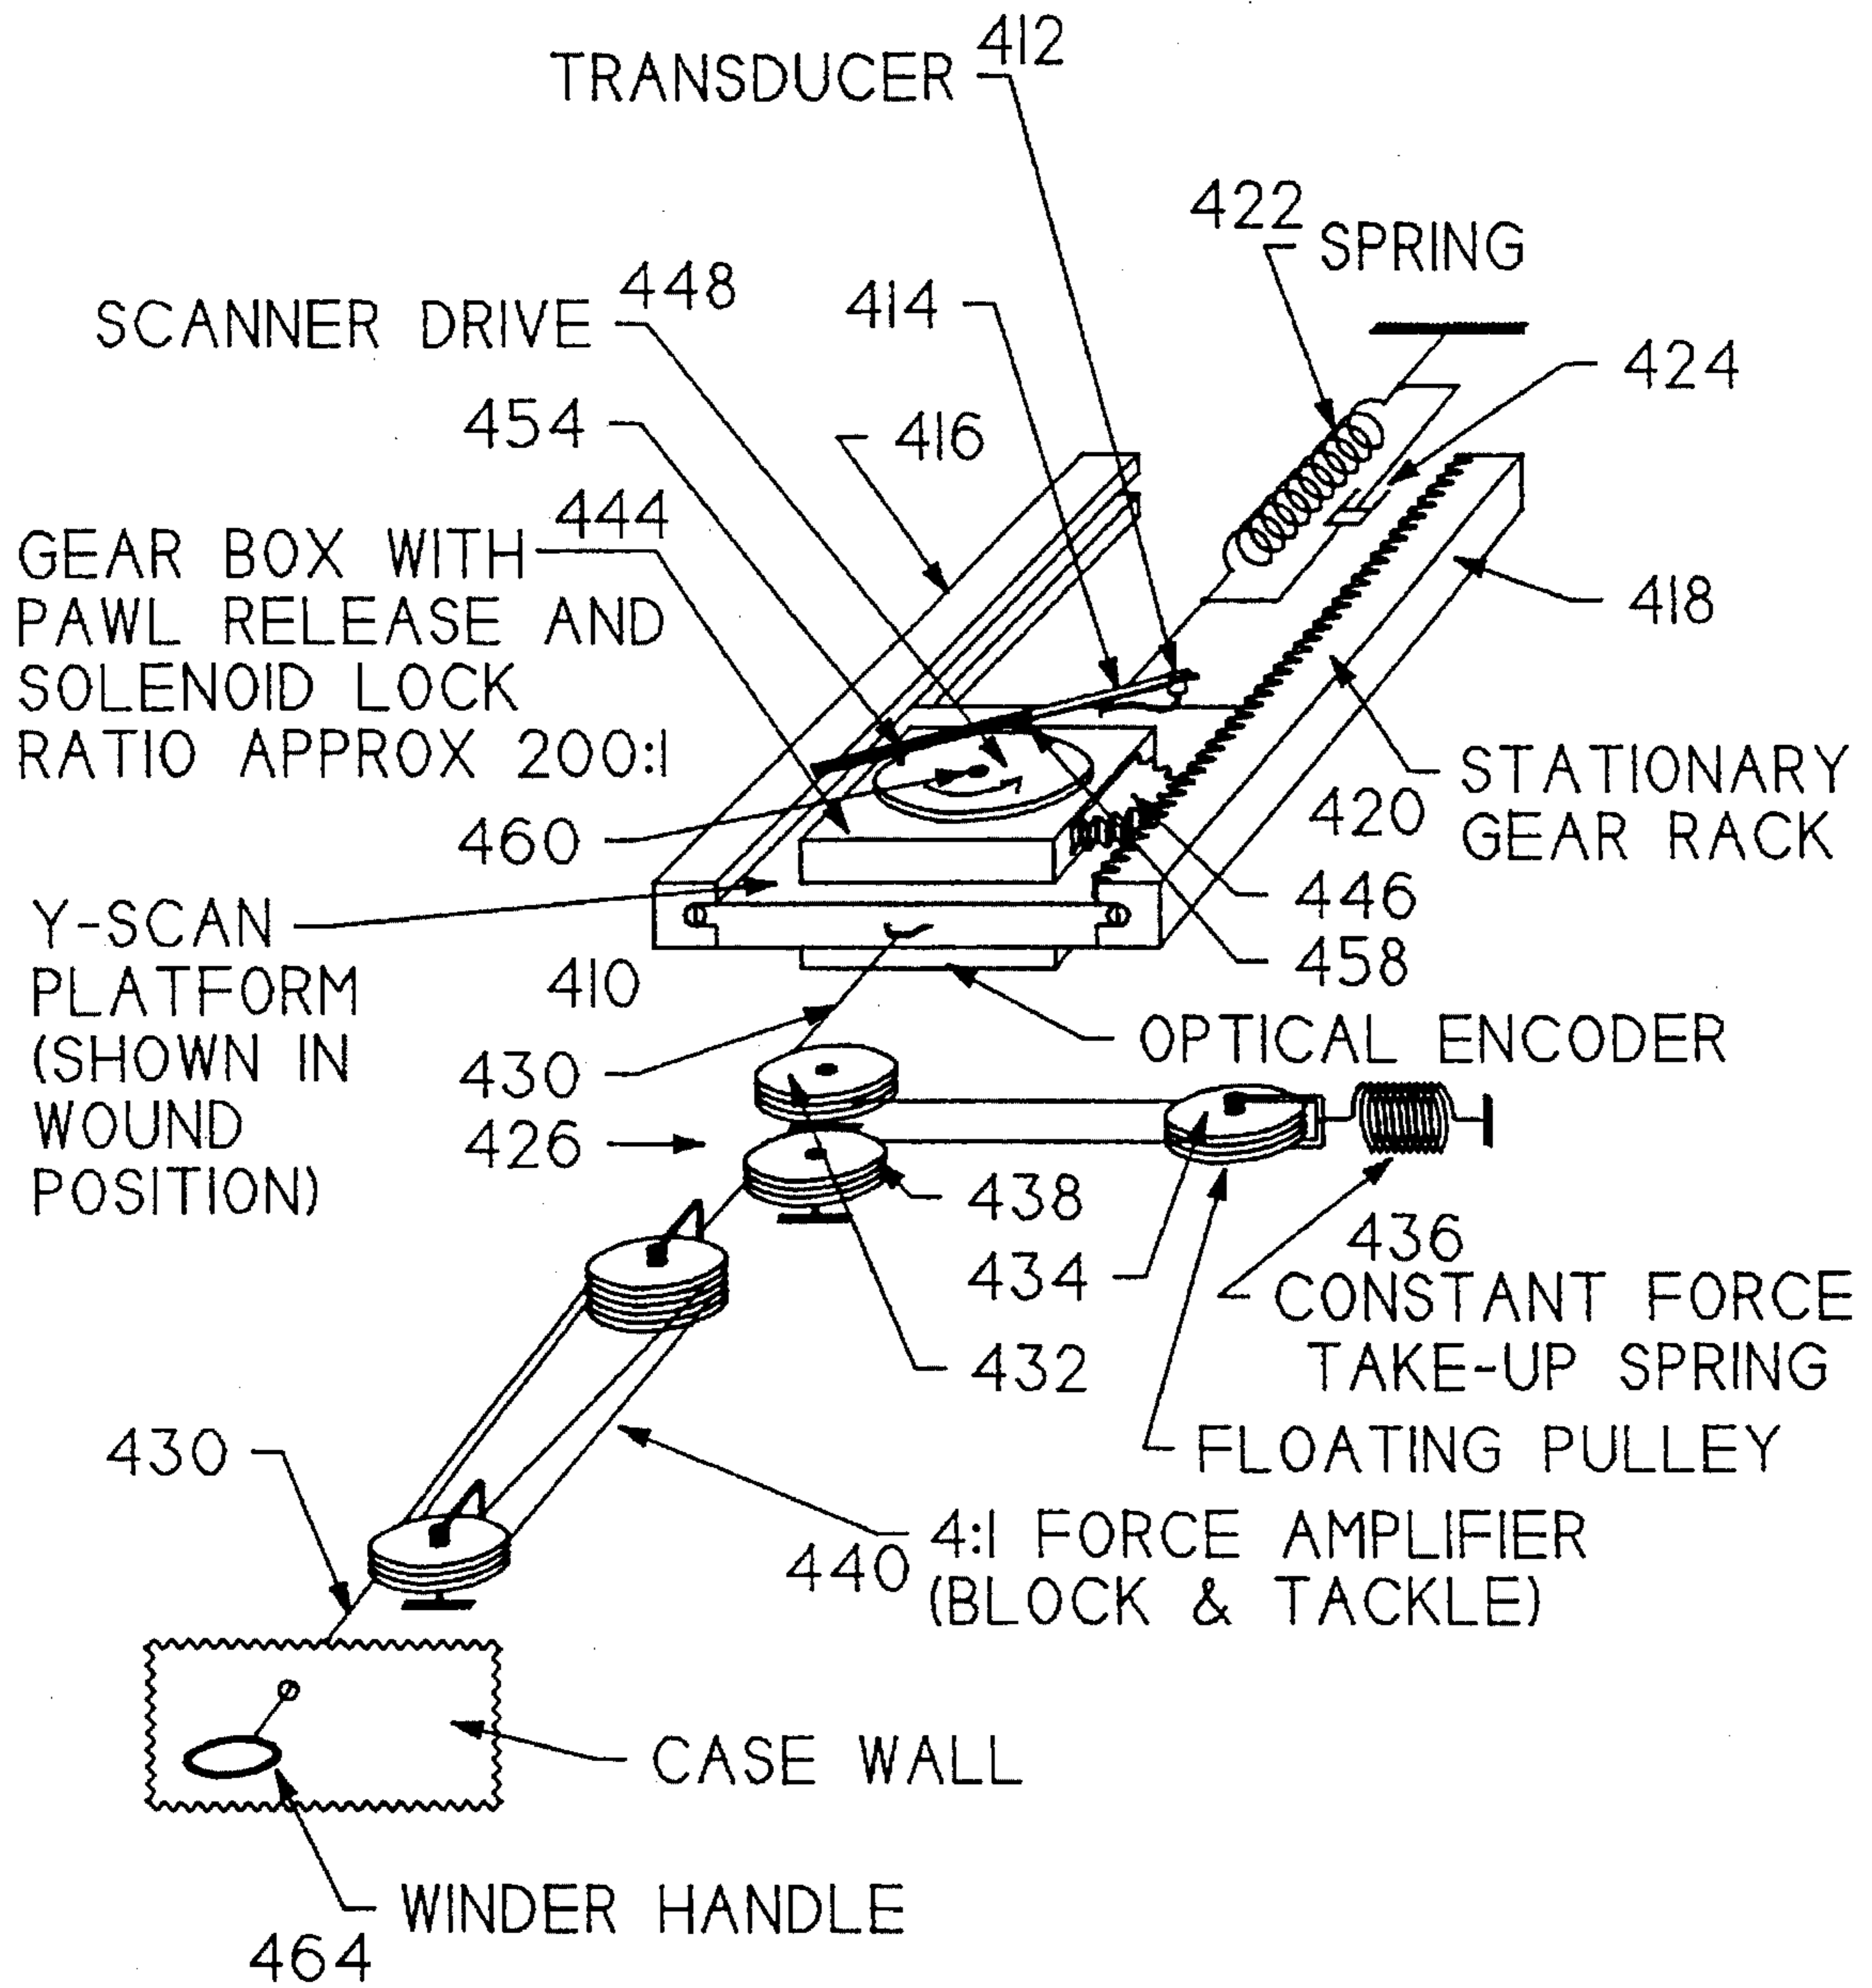 412
TRANSDUCER
422 SPRING
448
SCANNER DRIVE
414
424
454
416
444
GEAR BOX WITH
PAWL RELEASE AND
SOLENOID LOCK
RATIO APPROX 200:1
418
460
STATIONARY
420
GEAR RACK
446
458
Y-SCAN
PLATFORM
(SHOWN IN
WOUND
POSITION)
410
OPTICAL ENCODER
430
426
438
434
436
CONSTANT FORCE
TAKE-UP SPRING
432
FLOATING PULLEY
430
4:1 FORCE AMPLIFIER
440
(BLOCK & TACKLE)
CASE WALL
WINDER HANDLE
464